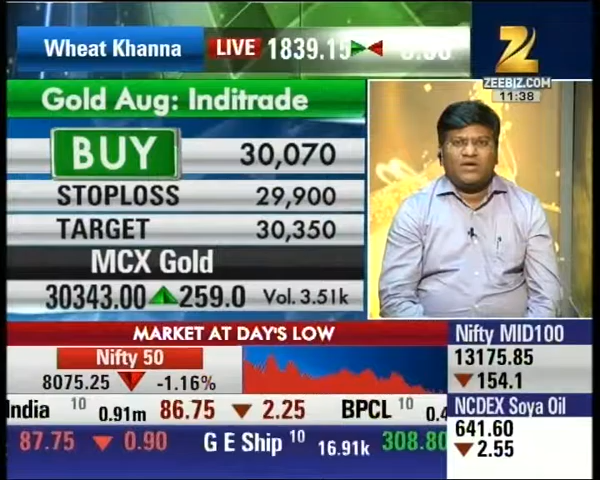 Wheat Khanna LIVE 1839.15
Z
ZEEBIZ.COM
11:38
Gold Aug: Inditrade
BUY 30,070
STOPLOSS 29,900
TARGET 30,350
MCX Gold
30343.00 259.0 Vol. 3.51k
MARKET AT DAY'S LOW
Nifty 50
8075.25 -1.16%
Nifty MID100
13175.85
154.1
NCDEX Soya Oil
641.60
2.55
India 10 0.91m 86.75 2.25 BPCL 10 0.4
87.75 0.90 G E Ship 10 16.91k 308.80